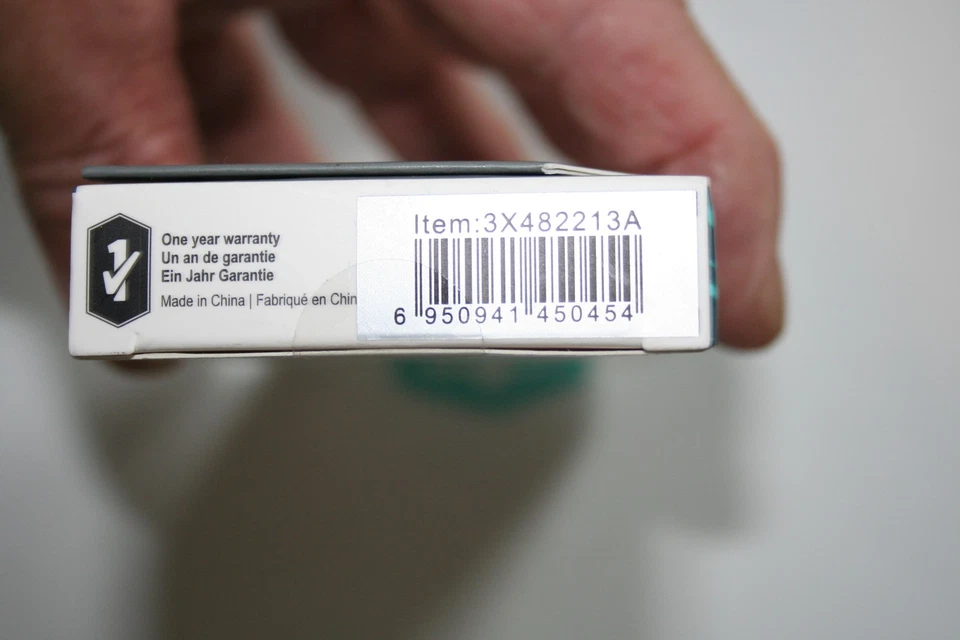 1
One year warranty
Un an de garantie
Ein Jahr Garantie
Made in China | Fabriqué en Chin
Item:3X482213A
6 950941 450454